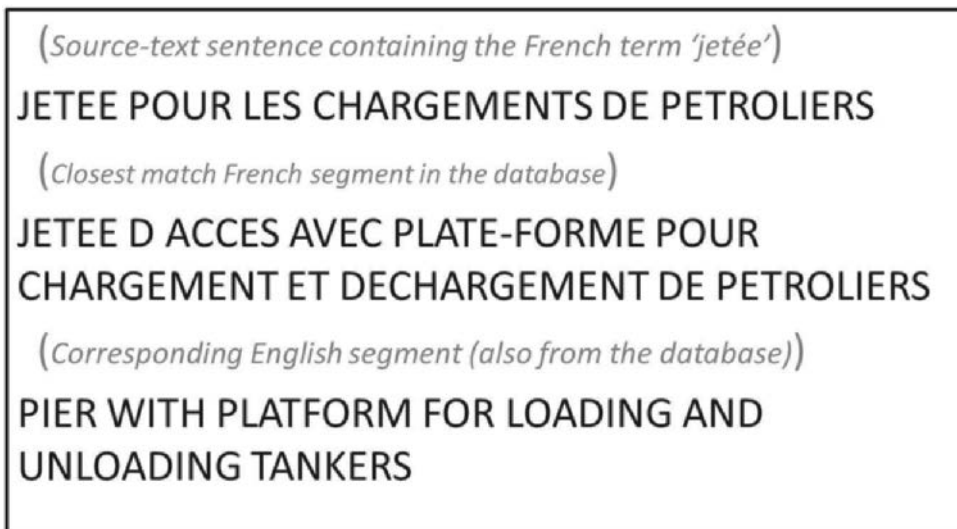 (Source-text sentence containing the French term ‘jetée’)
JETEE POUR LES CHARGEMENTS DE PETROLIERS
(Closest match French segment in the database)
JETEE D ACCES AVEC PLATE-FORME POUR
CHARGEMENT ET DECHARGEMENT DE PETROLIERS
(Corresponding English segment (also from the database))
PIER WITH PLATFORM FOR LOADING AND
UNLOADING TANKERS